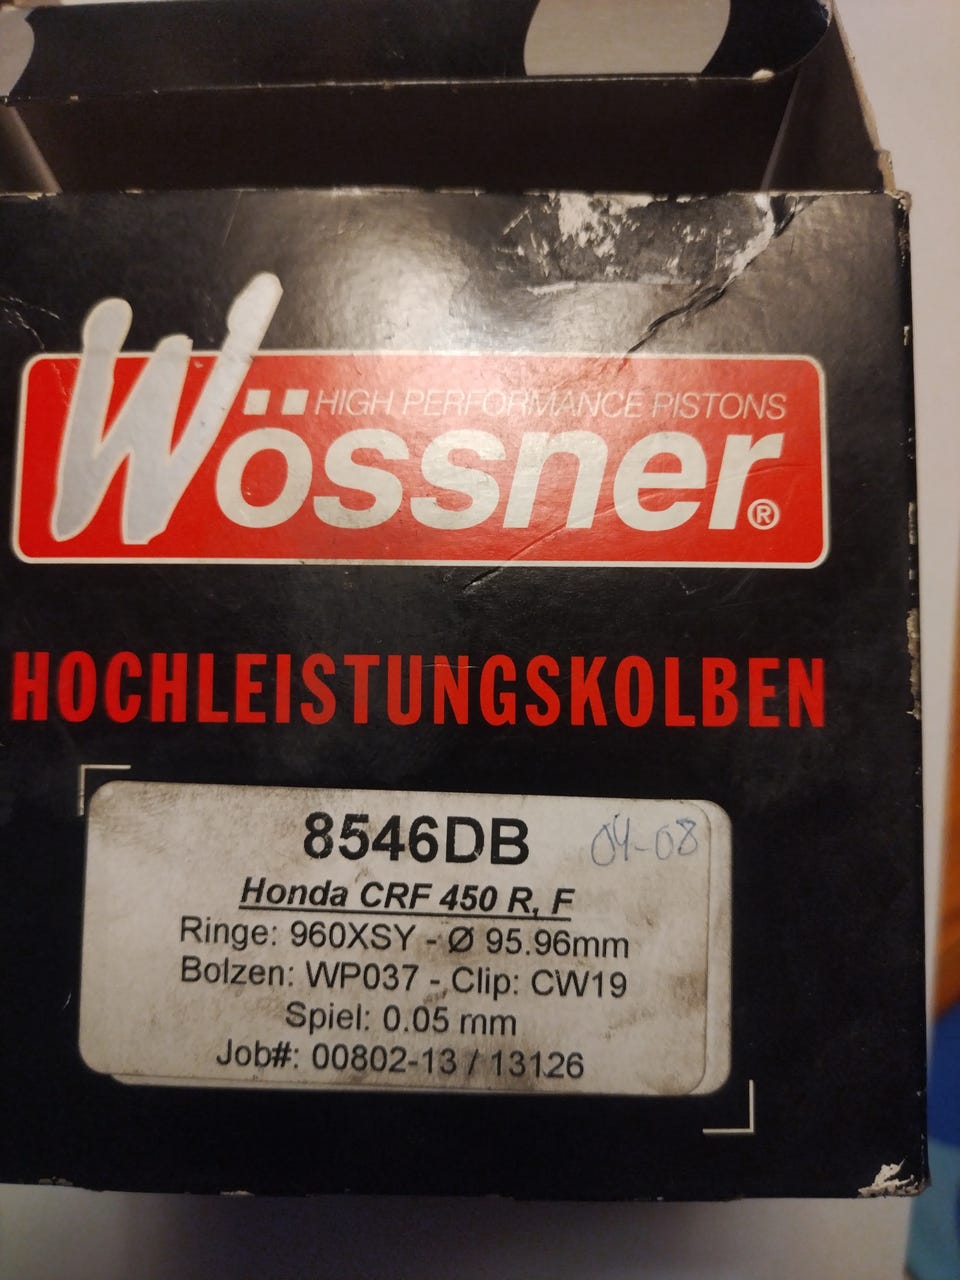 HIGH PERFORMANCE PISTONS
Wössner®
HOCHLEISTUNGSKOLBEN
8546DB 04-08
Honda CRF 450 R, F
Ringe: 960XSY - Ø 95.96mm
Bolzen: WP037 - Clip: CW19
Spiel: 0.05 mm
Job#: 00802-13 / 13126